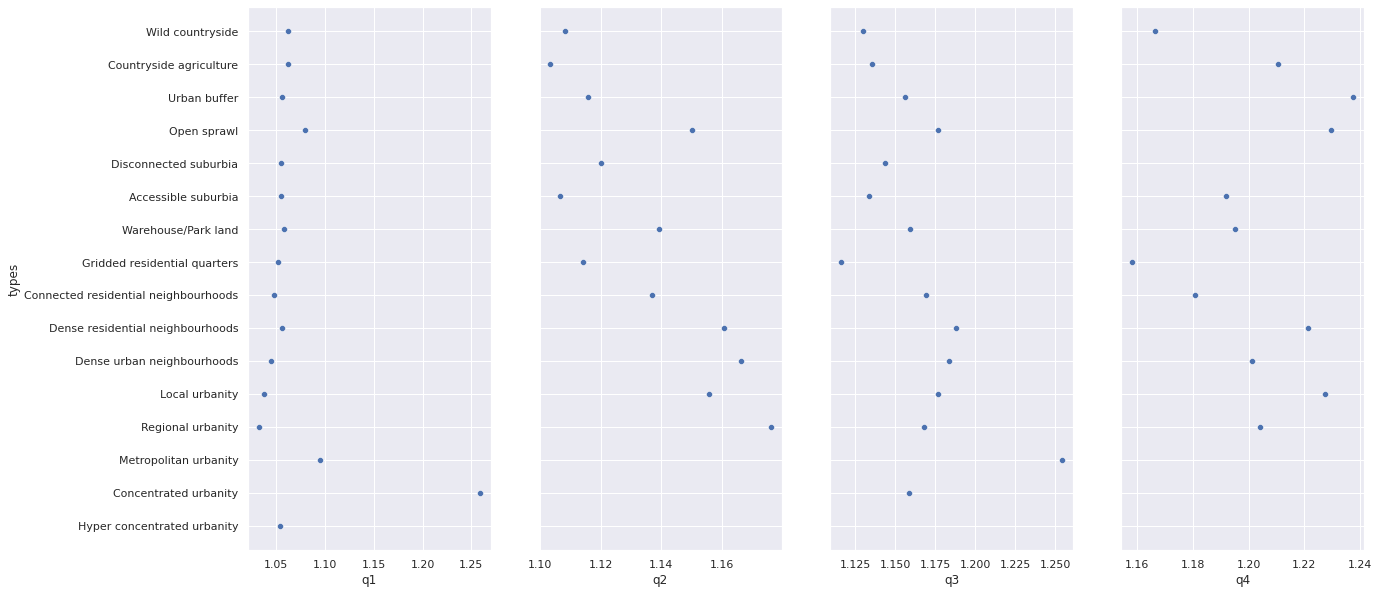 types
Wild countryside
Countryside agriculture
Urban buffer
Open sprawl
Disconnected suburbia
Accessible suburbia
Warehouse/Park land
Gridded residential quarters
Connected residential neighbourhoods
Dense residential neighbourhoods
Dense urban neighbourhoods
Local urbanity
Regional urbanity
Metropolitan urbanity
Concentrated urbanity
Hyper concentrated urbanity
1.05 1.10 1.15 1.20 1.25
q1
1.10 1.12 1.14 1.16
q2
1.125 1.150 1.175 1.200 1.225 1.250
q3
1.16 1.18 1.20 1.22 1.24
q4